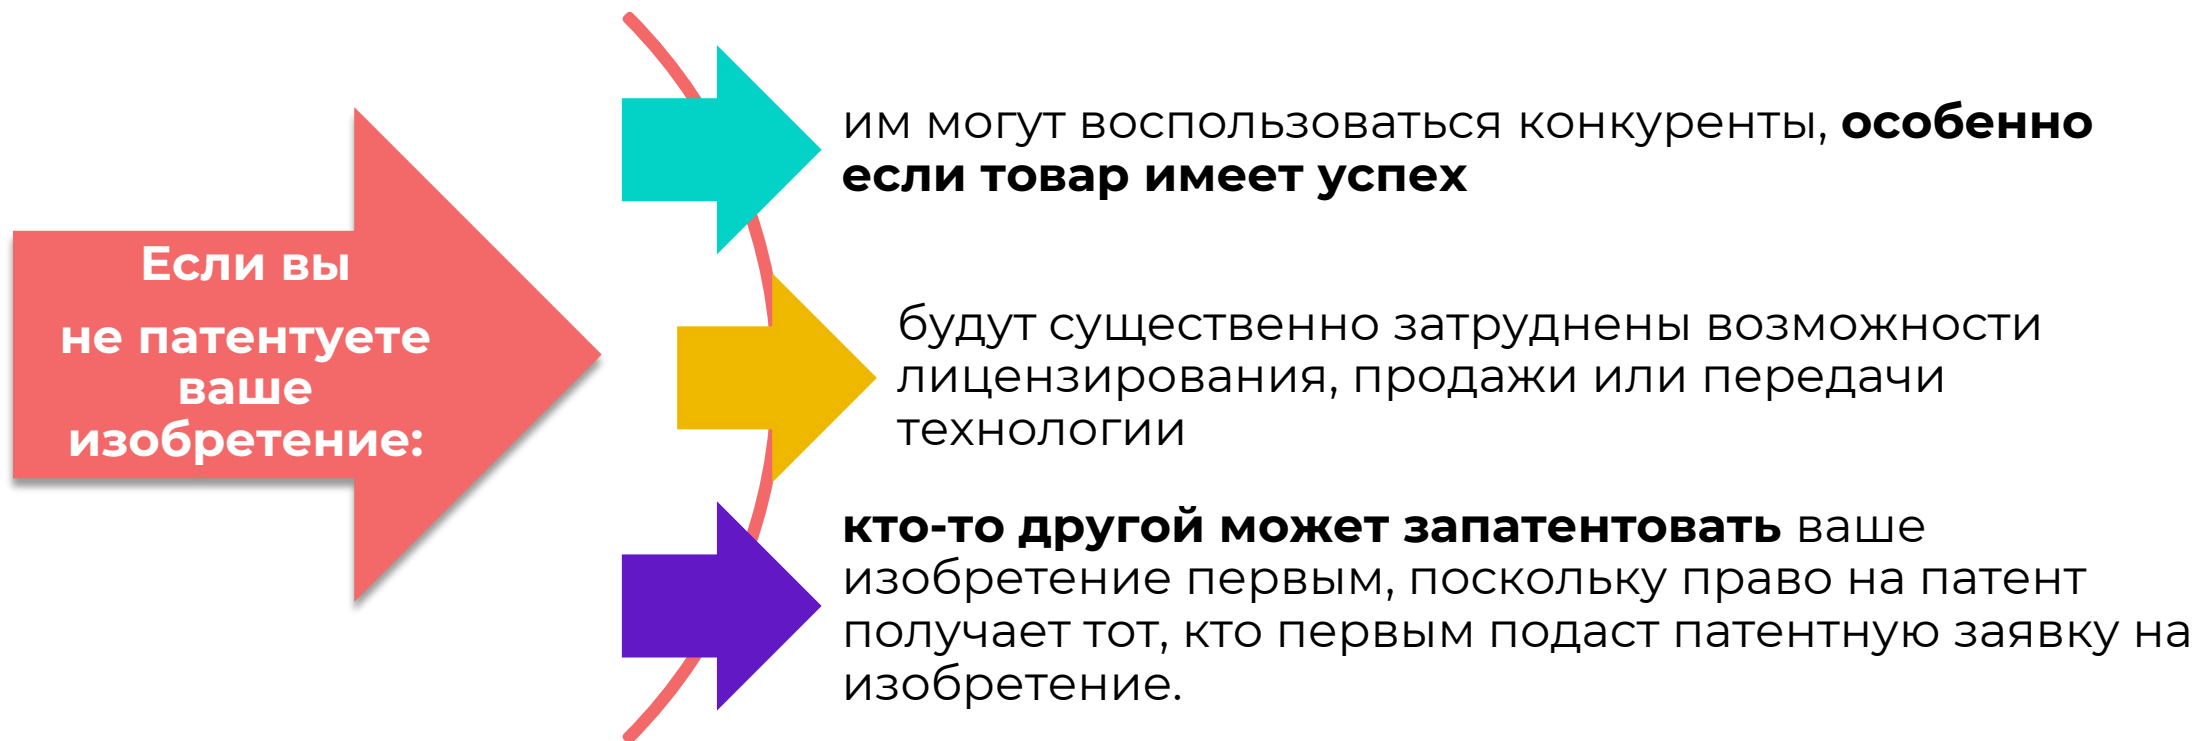 Если вы
не патентуете
ваше
изобретение:
им могут воспользоваться конкуренты, особенно
если товар имеет успех
будут существенно затруднены возможности
лицензирования, продажи или передачи
технологии
кто-то другой может запатентовать ваше
изобретение первым, поскольку право на патент
получает тот, кто первым подаст патентную заявку на
изобретение.